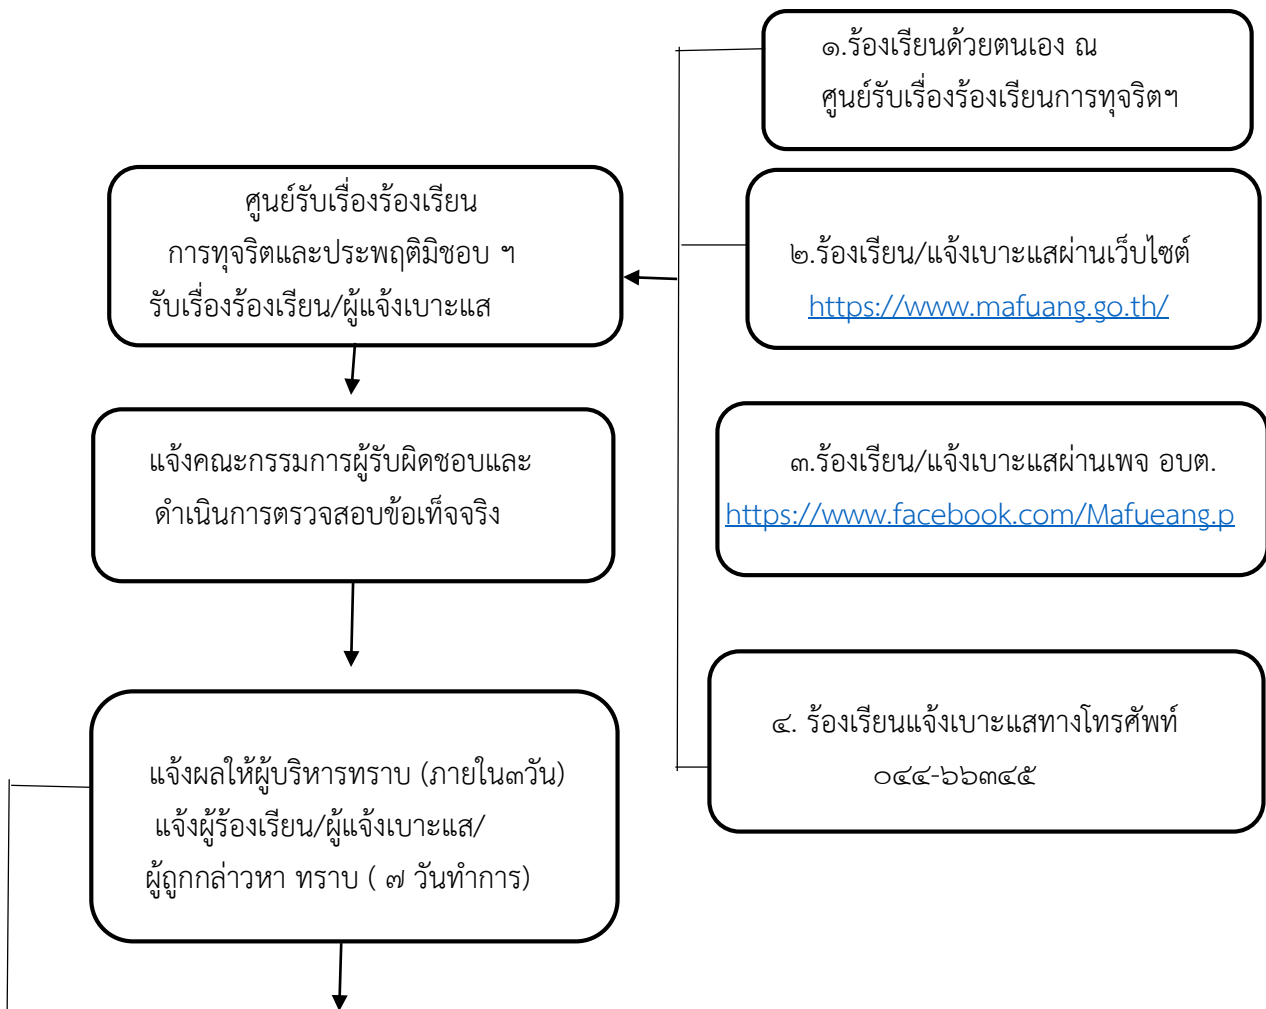 ๑.ร้องเรียนด้วยตนเอง ณ
ศูนย์รับเรื่องร้องเรียนการทุจริตฯ
๒.ร้องเรียน/แจ้งเบาะแสผ่านเว็บไซต์
https://www.mafuang.go.th/
๓.ร้องเรียน/แจ้งเบาะแสผ่านเพจ อบต.
https://www.facebook.com/Mafueang.p
๔. ร้องเรียนแจ้งเบาะแสทางโทรศัพท์
๐๔๔-๖๖๓๔๕
ศูนย์รับเรื่องร้องเรียน
การทุจริตและประพฤติมิชอบ ฯ
รับเรื่องร้องเรียน/ผู้แจ้งเบาะแส
แจ้งคณะกรรมการผู้รับผิดชอบและ
ดำเนินการตรวจสอบข้อเท็จจริง
แจ้งผลให้ผู้บริหารทราบ (ภายใน๓วัน)
แจ้งผู้ร้องเรียน/ผู้แจ้งเบาะแส/
ผู้ถูกกล่าวหา ทราบ ( ๗ วันทำการ)